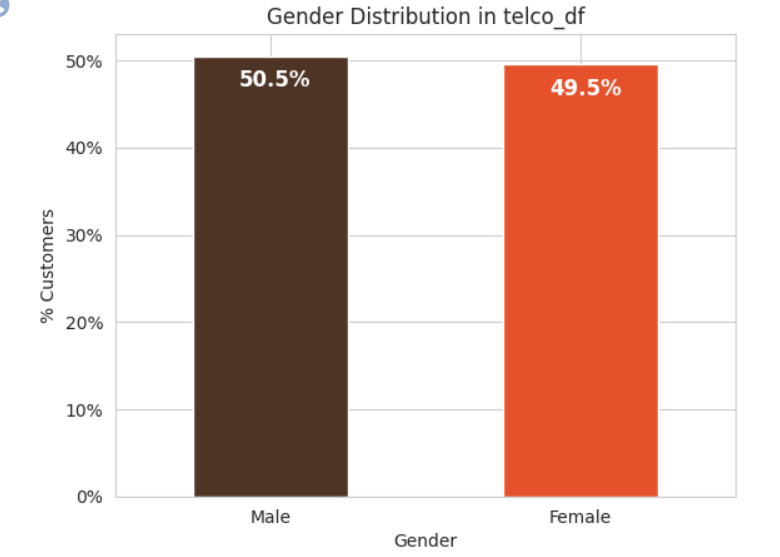 Gender Distribution in telco_df
50%
40%
30%
20%
10%
0%
% Customers
50.5%
49.5%
Male
Female
Gender